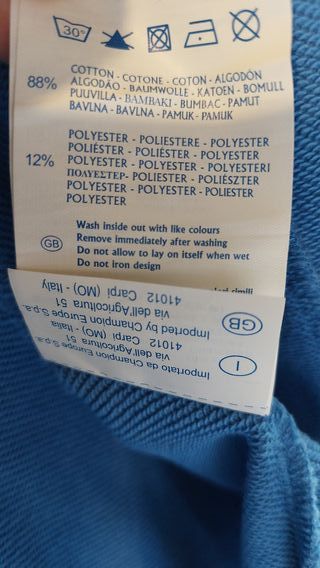 30°
88%
COTTON - COTONE - COTON - ALGODÓN
ALGODÃO - BAUMWOLLE - KATOEN - BOMULL
PUUVILLA - ΒΑΜΒΑΚΙ - BUMBAC - PAMUT
BAVLNA - BAVLNA - PAMUK - PAMUK
12%
POLYESTER - POLIESTERE - POLYESTER
POLIÉSTER - POLIÉSTER - POLYESTER
POLYESTER - POLYESTER - POLYESTERI
ΠΟΛΥΕΣΤΕΡ - POLIESTER - POLIÉSZTER
POLYESTER - POLYESTER - POLIESTER
POLYESTER
GB
Wash inside out with like colours
Remove immediately after washing
Do not allow to lay on itself when wet
Do not iron design
simili
I
Importato da Champion Europe S.p.a.
via dell'Agricoltura 51
41012 Carpi (MO) - Italia
GB
Imported by Champion Europe S.p.a.
via dell'Agricoltura 51
41012 Carpi (MO) - Italy